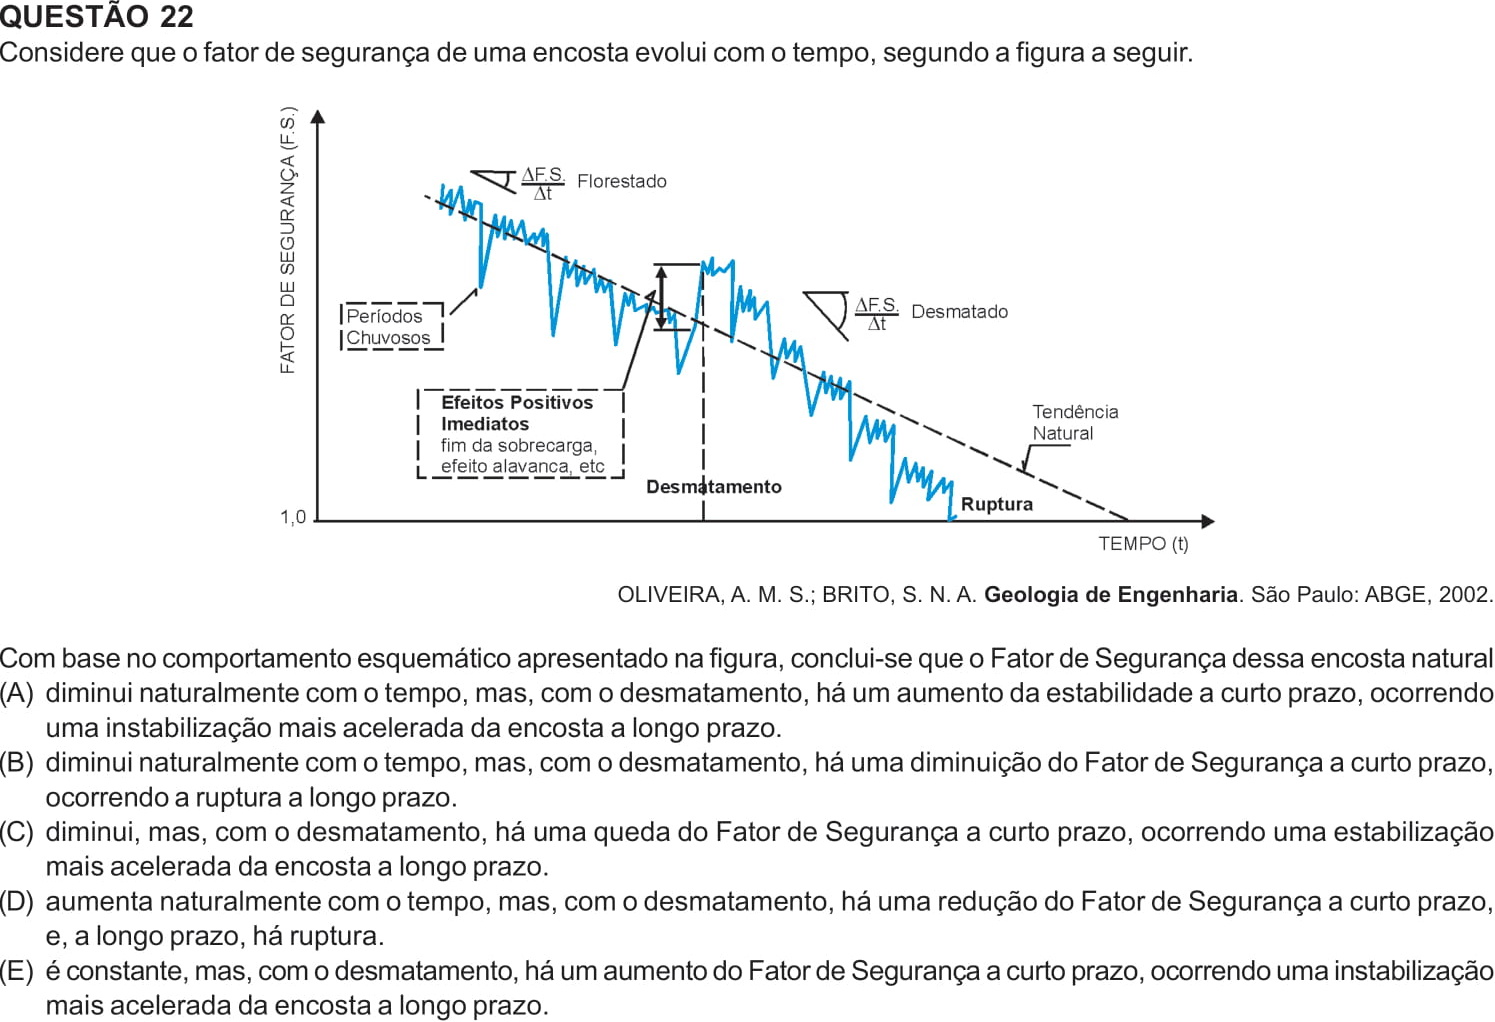 QUESTÃO 22
Considere que o fator de segurança de uma encosta evolui com o tempo, segundo a figura a seguir.
FATOR DE SEGURANÇA (F.S.)
ΔF.S.
Δt
Florestado
Períodos
Chuvosos
ΔF.S.
Δt
Desmatado
Efeitos Positivos
Imediatos
fim da sobrecarga,
efeito alavanca, etc
Desmatamento
Tendência
Natural
Ruptura
1,0
TEMPO (t)
OLIVEIRA, A. M. S.; BRITO, S. N. A. Geologia de Engenharia. São Paulo: ABGE, 2002.
Com base no comportamento esquemático apresentado na figura, conclui-se que o Fator de Segurança dessa encosta natural
(A) diminui naturalmente com o tempo, mas, com o desmatamento, há um aumento da estabilidade a curto prazo, ocorrendo
uma instabilização mais acelerada da encosta a longo prazo.
(B) diminui naturalmente com o tempo, mas, com o desmatamento, há uma diminuição do Fator de Segurança a curto prazo,
ocorrendo a ruptura a longo prazo.
(C) diminui, mas, com o desmatamento, há uma queda do Fator de Segurança a curto prazo, ocorrendo uma estabilização
mais acelerada da encosta a longo prazo.
(D) aumenta naturalmente com o tempo, mas, com o desmatamento, há uma redução do Fator de Segurança a curto prazo,
e, a longo prazo, há ruptura.
(E) é constante, mas, com o desmatamento, há um aumento do Fator de Segurança a curto prazo, ocorrendo uma instabilização
mais acelerada da encosta a longo prazo.